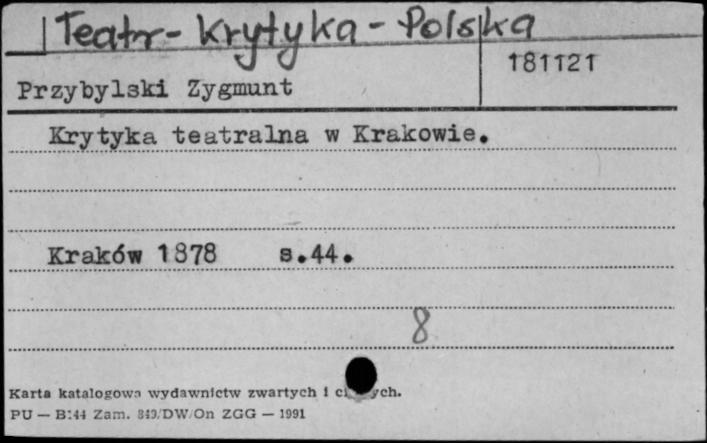 Teatr - Krytyka - Polska
181121
Przybylski Zygmunt
Krytyka teatralna w Krakowie.
Kraków 1878 s.44.
8
Karta katalogowa wydawnictw zwartych i ch.
PU — B:44 Zam. 849/DW/On ZGG — 1991